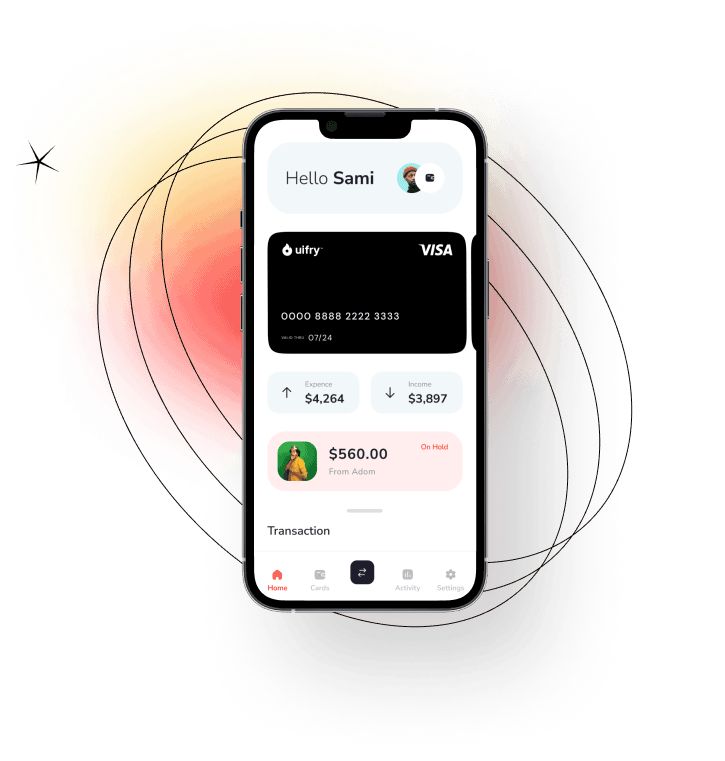 Hello Sami
uifry™
VISA
0000 8888 2222 3333
VALID THRU 07/24
Expence
$4,264
Income
$3,897
$560.00
On Hold
From Adom
Transaction
Home
Cards
Activity
Settings